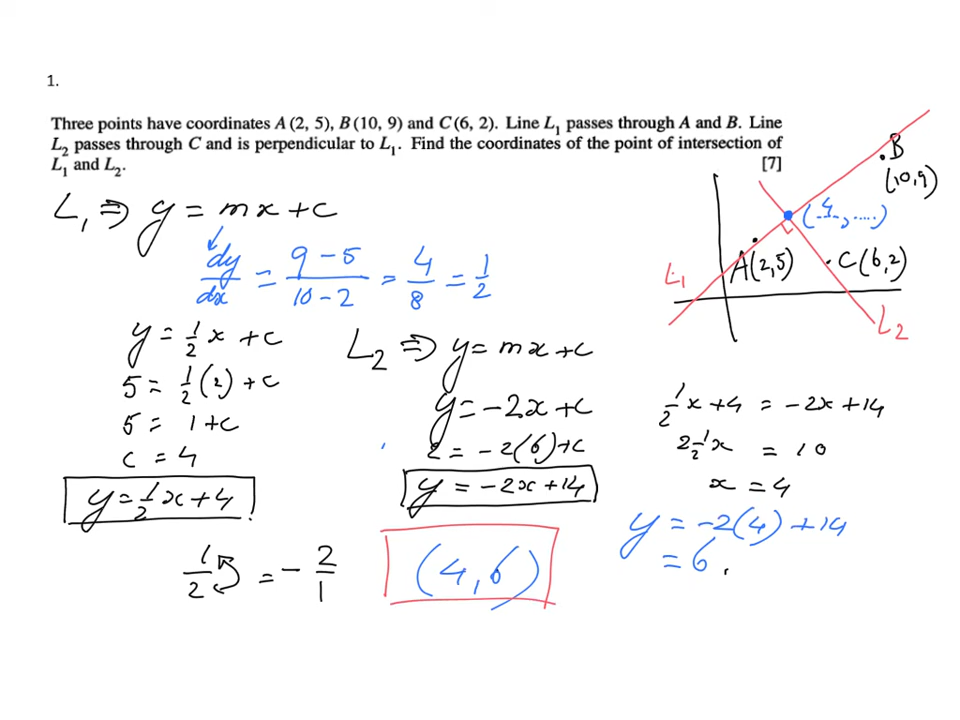 1.
Three points have coordinates A (2, 5), B (10, 9) and C (6, 2). Line L₁ passes through A and B. Line
L₂ passes through C and is perpendicular to L₁. Find the coordinates of the point of intersection of
L₁ and L₂. [7]
L₁ ⇒ y = mx + c
dy/dx = (9 - 5)/(10 - 2) = 4/8 = 1/2
y = 1/2 x + c
5 = 1/2 (2) + c
5 = 1 + c
c = 4
y = 1/2 x + 4
1/2 = - 2/1
L₂ ⇒ y = mx + c
y = -2x + c
2 = -2(6) + c
y = -2x + 14
(4, 6)
B
(10, 9)
(4, .....)
A(2,5)
C(6,2)
L₁
L₂
1/2 x + 4 = -2x + 14
2 1/2 x = 10
x = 4
y = -2(4) + 14
= 6